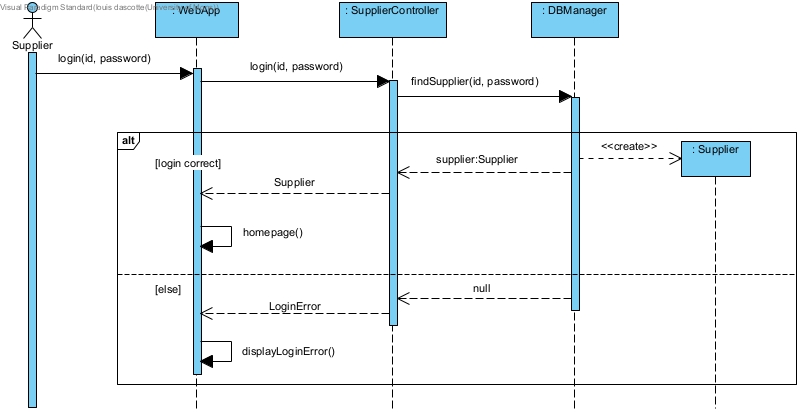 Visual Paradigm Standard(louis dascotte(Universi
: WebApp
: SupplierController
: DBManager
Supplier
login(id, password)
login(id, password)
findSupplier(id, password)
alt
<<create>>
: Supplier
[login correct]
supplier:Supplier
Supplier
homepage()
[else]
null
LoginError
displayLoginError()